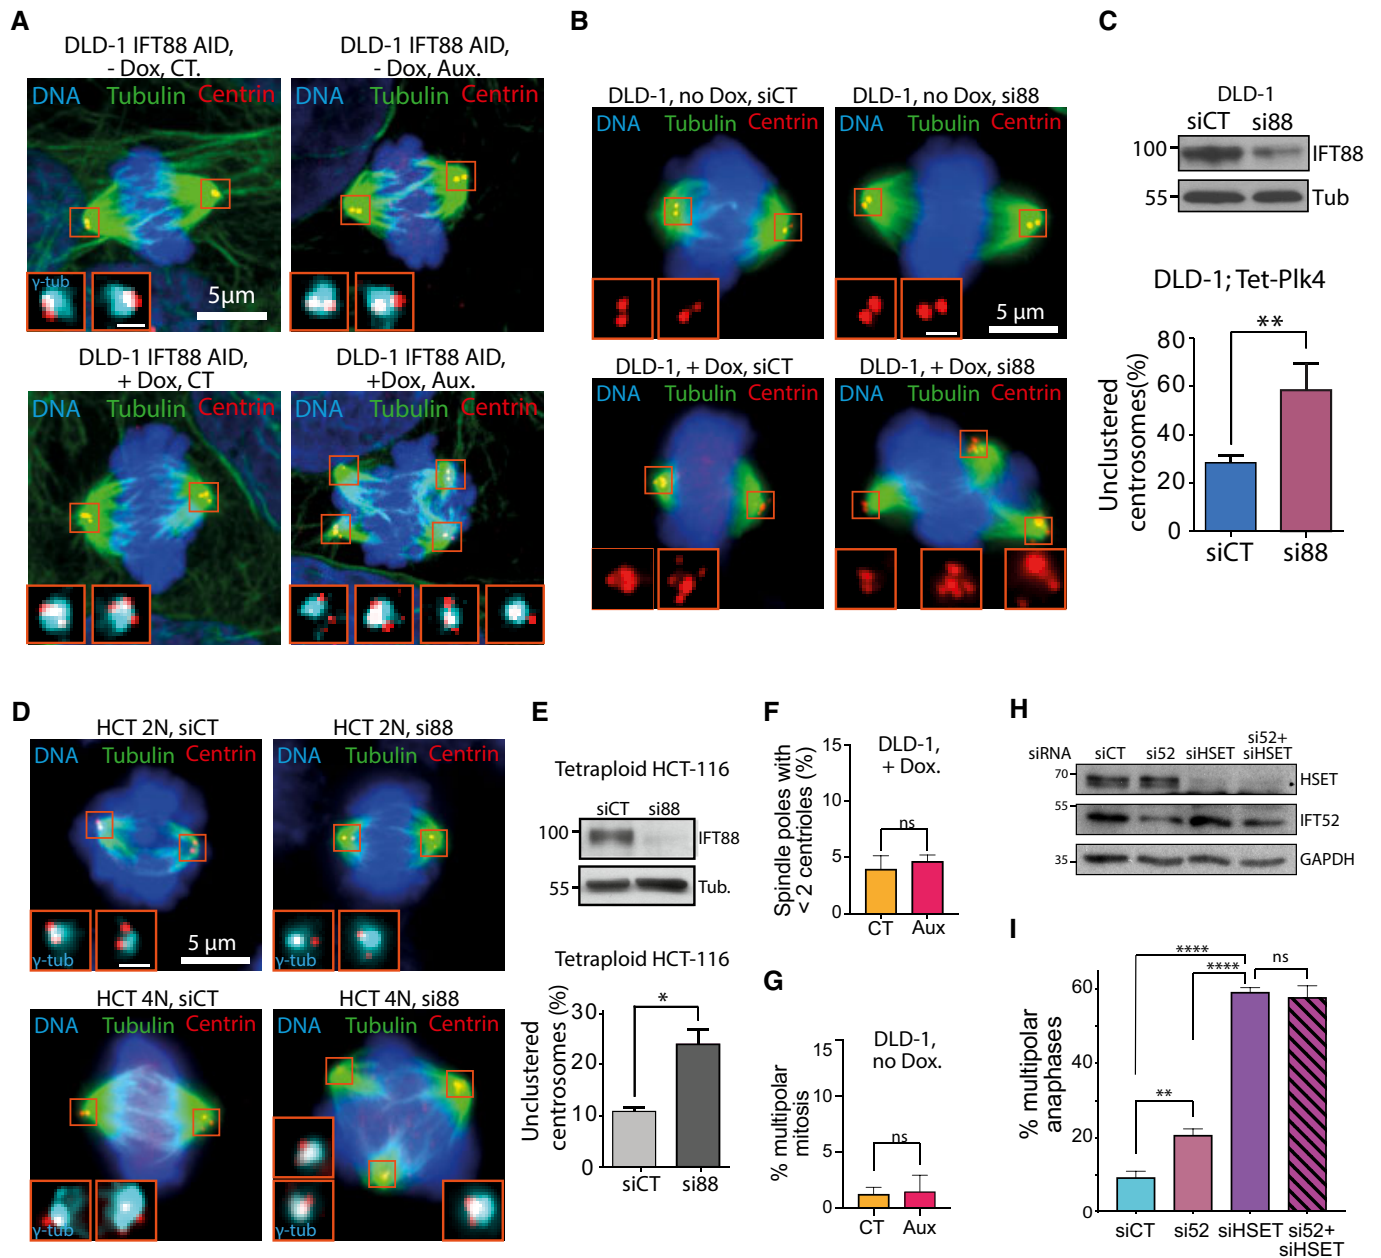 A
DLD-1 IFT88 AID,
- Dox, CT.
DNA Tubulin Centrin
γ-tub
5μm
DLD-1 IFT88 AID,
- Dox, Aux.
DNA Tubulin Centrin
DLD-1 IFT88 AID,
+ Dox, CT
DNA Tubulin Centrin
DLD-1 IFT88 AID,
+Dox, Aux.
DNA Tubulin Centrin
B
DLD-1, no Dox, siCT
DNA Tubulin Centrin
DLD-1, no Dox, si88
DNA Tubulin Centrin
5 μm
DLD-1, + Dox, siCT
DNA Tubulin Centrin
DLD-1, + Dox, si88
DNA Tubulin Centrin
C
DLD-1
siCT si88
100 IFT88
55 Tub
DLD-1; Tet-Plk4
Unclustered
centrosomes(%)
80
60
40
20
0
**
siCT si88
D
HCT 2N, siCT
DNA Tubulin Centrin
γ-tub
5 μm
HCT 2N, si88
DNA Tubulin Centrin
γ-tub
HCT 4N, siCT
DNA Tubulin Centrin
γ-tub
HCT 4N, si88
DNA Tubulin Centrin
γ-tub
E
Tetraploid HCT-116
siCT si88
100 IFT88
55 Tub.
Tetraploid HCT-116
Unclustered
centrosomes (%)
30
20
10
0
*
siCT si88
F
DLD-1,
+ Dox.
Spindle poles with
< 2 centrioles (%)
15
10
5
0
ns
CT Aux
G
DLD-1,
no Dox.
% multipolar
mitosis
15
10
5
0
ns
CT Aux
H
siRNA siCT si52 siHSET si52+
siHSET
70 HSET
55 IFT52
35 GAPDH
I
% multipolar
anaphases
60
40
20
0
****
****
ns
**
siCT si52 siHSET si52+
siHSET